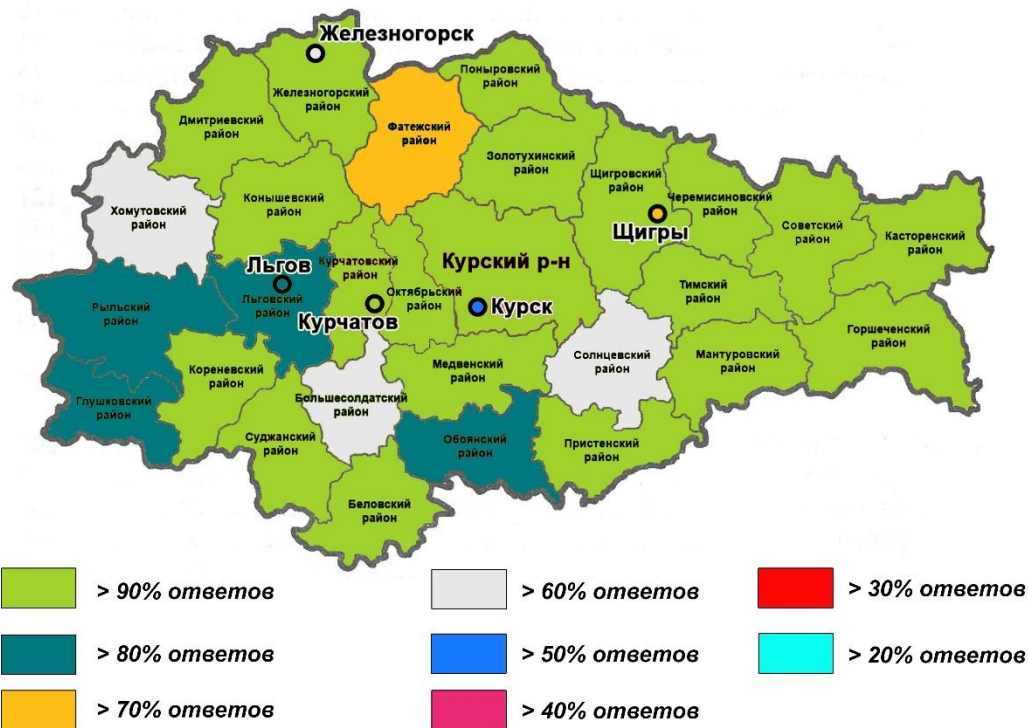 Железногорск
Поныровский
район
Железногорский
район
Дмитриевский
район
Фатежский
район
Золотухинский
район
Щигровский
район
Черемисиновский
район
Конышевский
район
Хомутовский
район
Щигры
Советский
район
Касторенский
район
Льгов
Льговский
район
Курчатовский
район
Курский р-н
Октябрьский
район
Тимский
район
Рыльский
район
Курчатов
Курск
Горшеченский
район
Солнцевский
район
Мантуровский
район
Медвенский
район
Кореневский
район
Глушковский
район
Большесолдатский
район
Суджанский
район
Обоянский
район
Пристенский
район
Беловский
район
> 90% ответов
> 60% ответов
> 30% ответов
> 80% ответов
> 50% ответов
> 20% ответов
> 70% ответов
> 40% ответов